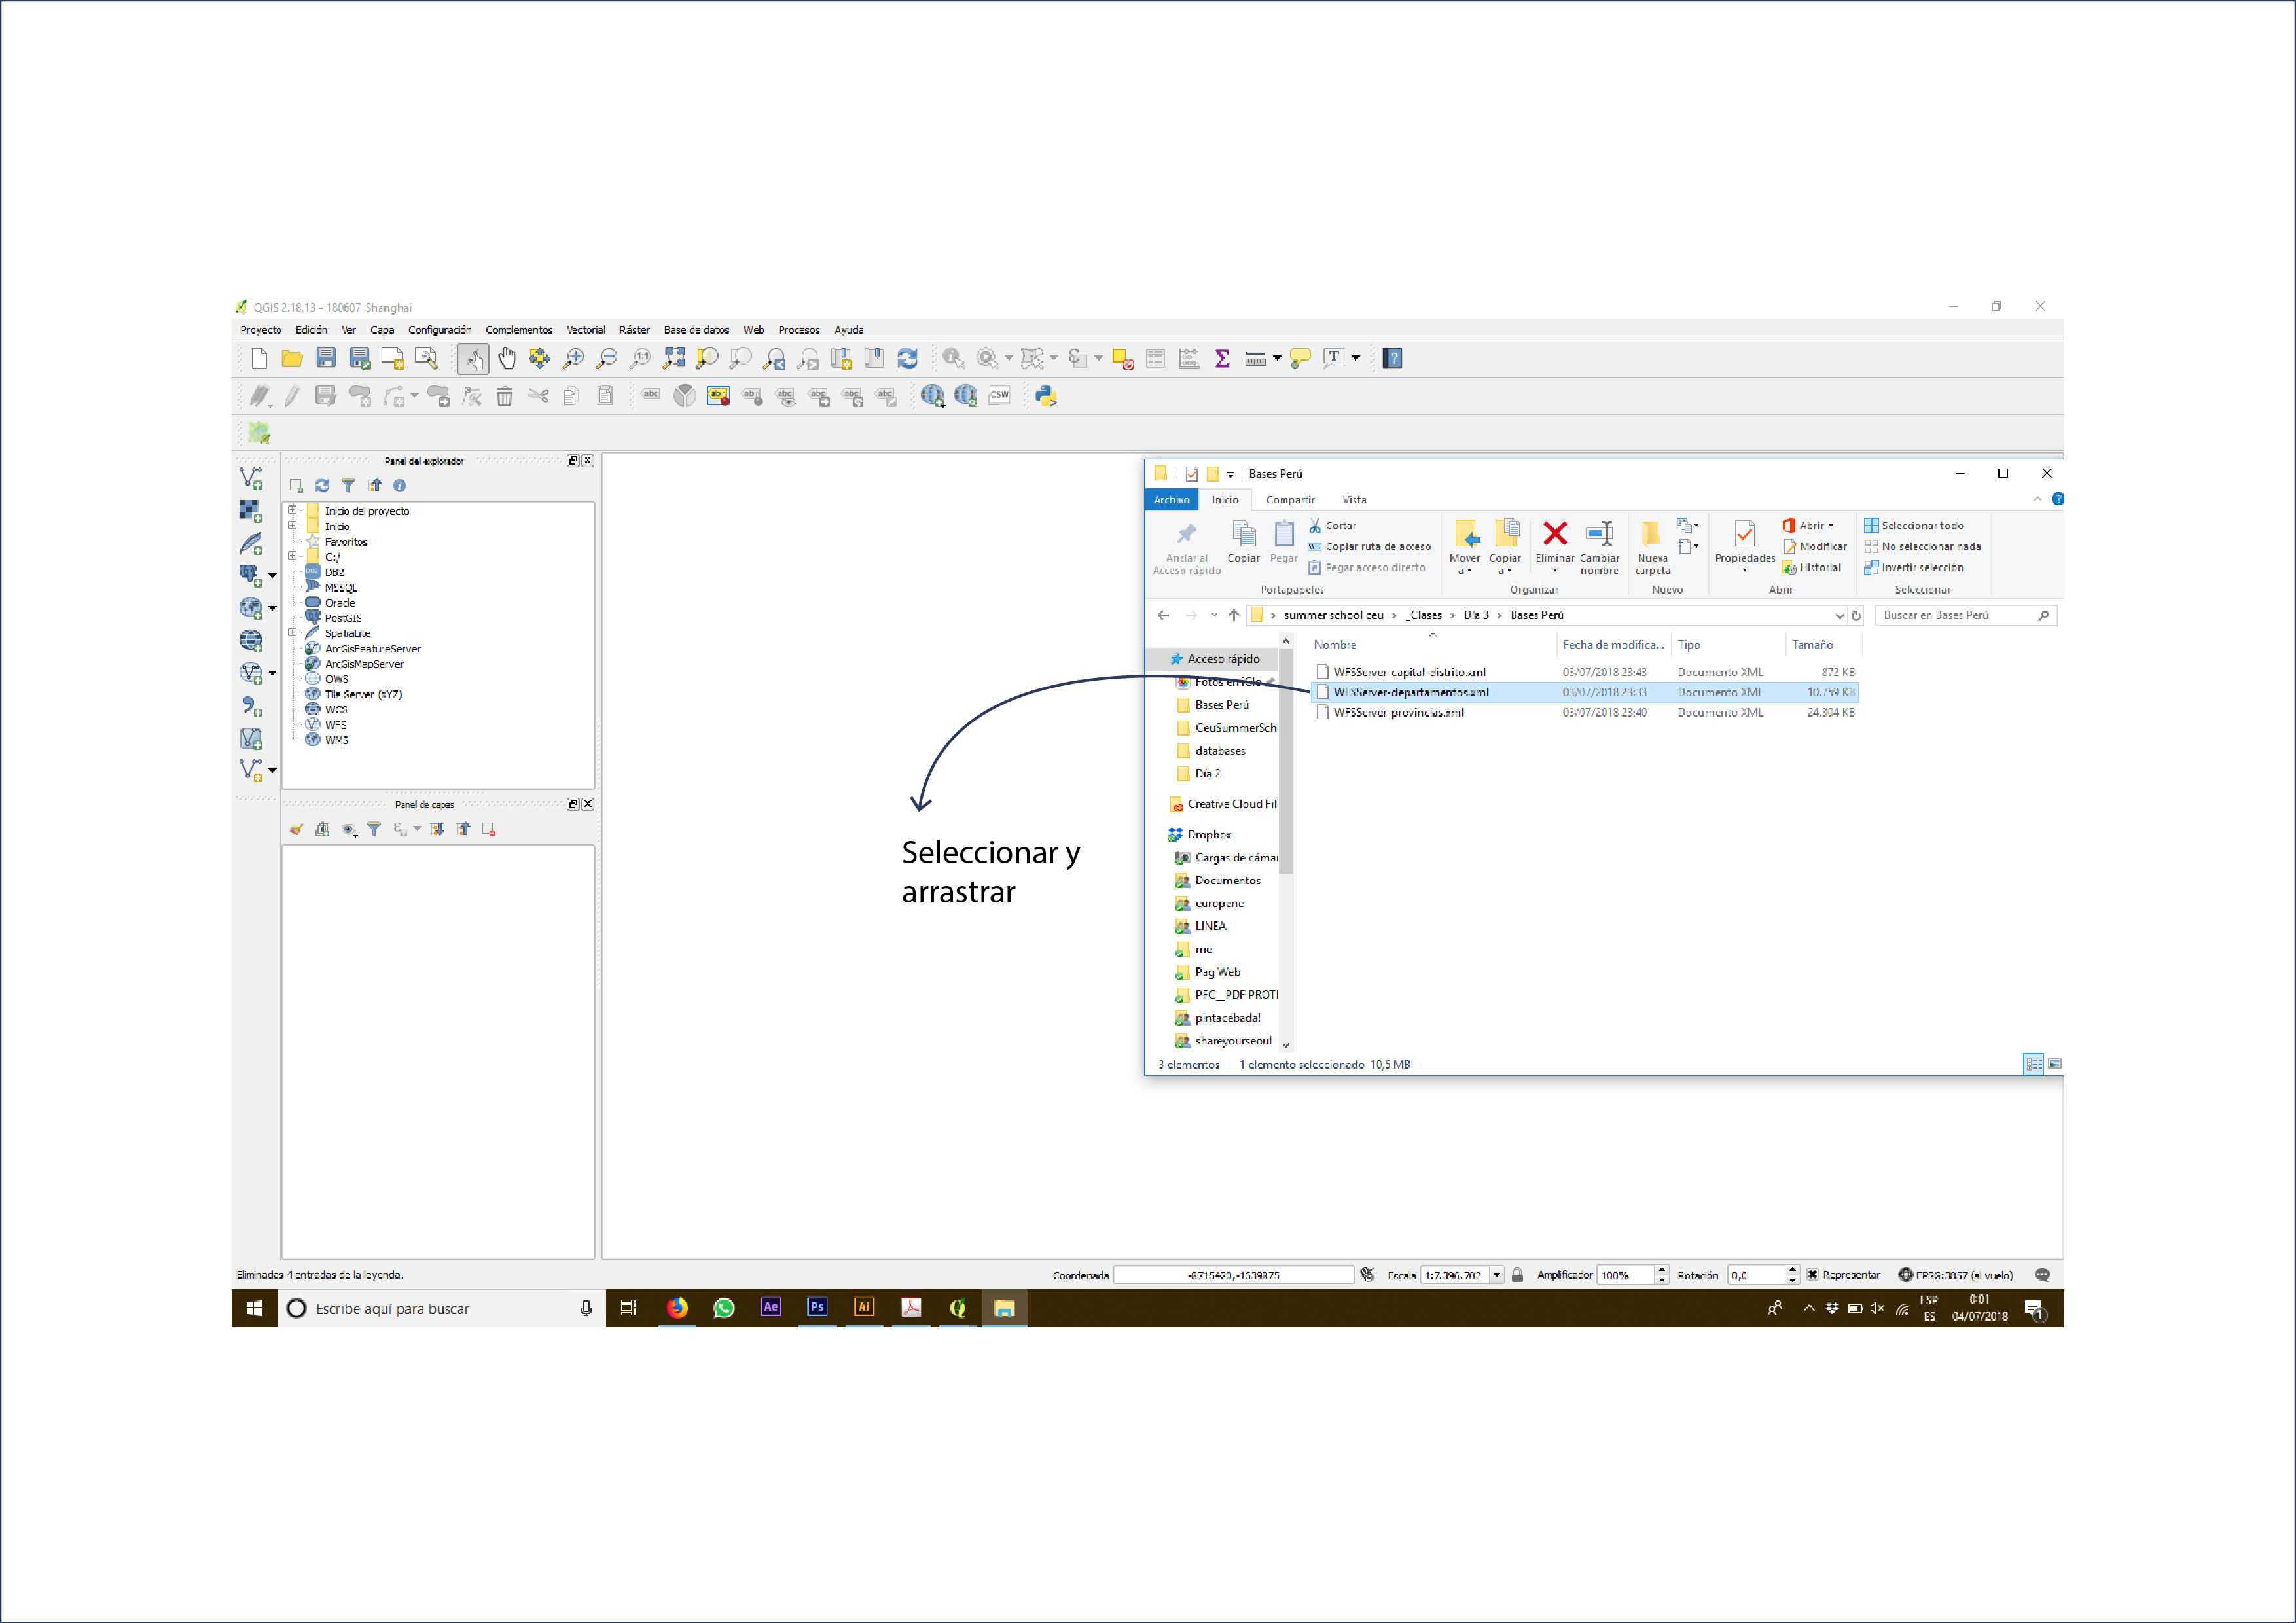 QGIS 2.18.13 - 180607_Shanghai
Proyecto Edición Ver Capa Configuración Complementos Vectorial Ráster Base de datos Web Procesos Ayuda
Panel del explorador
Inicio del proyecto
Inicio
Favoritos
C:/
DB2
MSSQL
Oracle
PostGIS
SpatiaLite
ArcGisFeatureServer
ArcGisMapServer
OWS
Tile Server (XYZ)
WCS
WFS
WMS
Panel de capas
Seleccionar y
arrastrar
Bases Perú
Archivo Inicio Compartir Vista
Anclar al
Acceso rápido
Copiar
Pegar
Cortar
Copiar ruta de acceso
Pegar acceso directo
Portapapeles
Mover
a
Copiar
a
Eliminar
Cambiar
nombre
Organizar
Nueva
carpeta
Nuevo
Propiedades
Abrir
Modificar
Historial
Abrir
Seleccionar todo
No seleccionar nada
Invertir selección
Seleccionar
summer school ceu > _Clases > Día 3 > Bases Perú
Buscar en Bases Perú
Nombre Fecha de modifica... Tipo Tamaño
WFSServer-capital-distrito.xml 03/07/2018 23:43 Documento XML 872 KB
WFSServer-departamentos.xml 03/07/2018 23:33 Documento XML 10.759 KB
WFSServer-provincias.xml 03/07/2018 23:40 Documento XML 24.304 KB
Acceso rápido
Fotos en iClo
Bases Perú
CeuSummerSch
databases
Día 2
Creative Cloud Fil
Dropbox
Cargas de cámar
Documentos
europene
LINEA
me
Pag Web
PFC__PDF PROTI
pintacebada!
shareyourseoul
3 elementos 1 elemento seleccionado 10,5 MB
Eliminadas 4 entradas de la leyenda.
Coordenada -8715420,-1639875 Escala 1:7.396.702 Amplificador 100% Rotación 0,0 Representar EPSG:3857 (al vuelo)
Escribe aquí para buscar
Ae Ps Ai
ESP
ES
0:01
04/07/2018
1